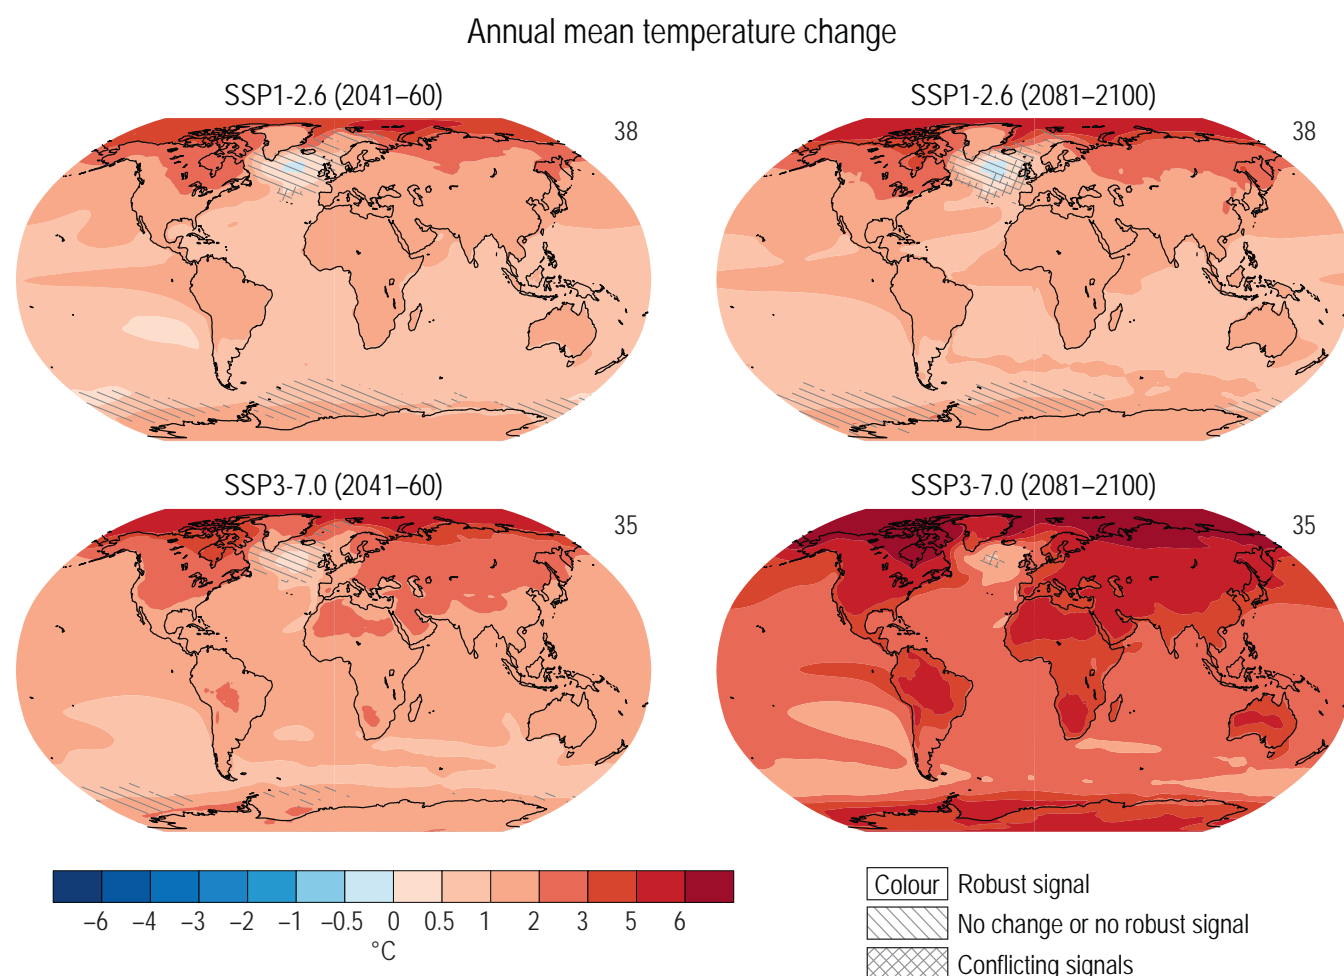 Annual mean temperature change
SSP1-2.6 (2041–60)
38
SSP1-2.6 (2081–2100)
38
SSP3-7.0 (2041–60)
35
SSP3-7.0 (2081–2100)
35
–6 –4 –3 –2 –1 –0.5 0 0.5 1 2 3 5 6
°C
Colour Robust signal
No change or no robust signal
Conflicting signals